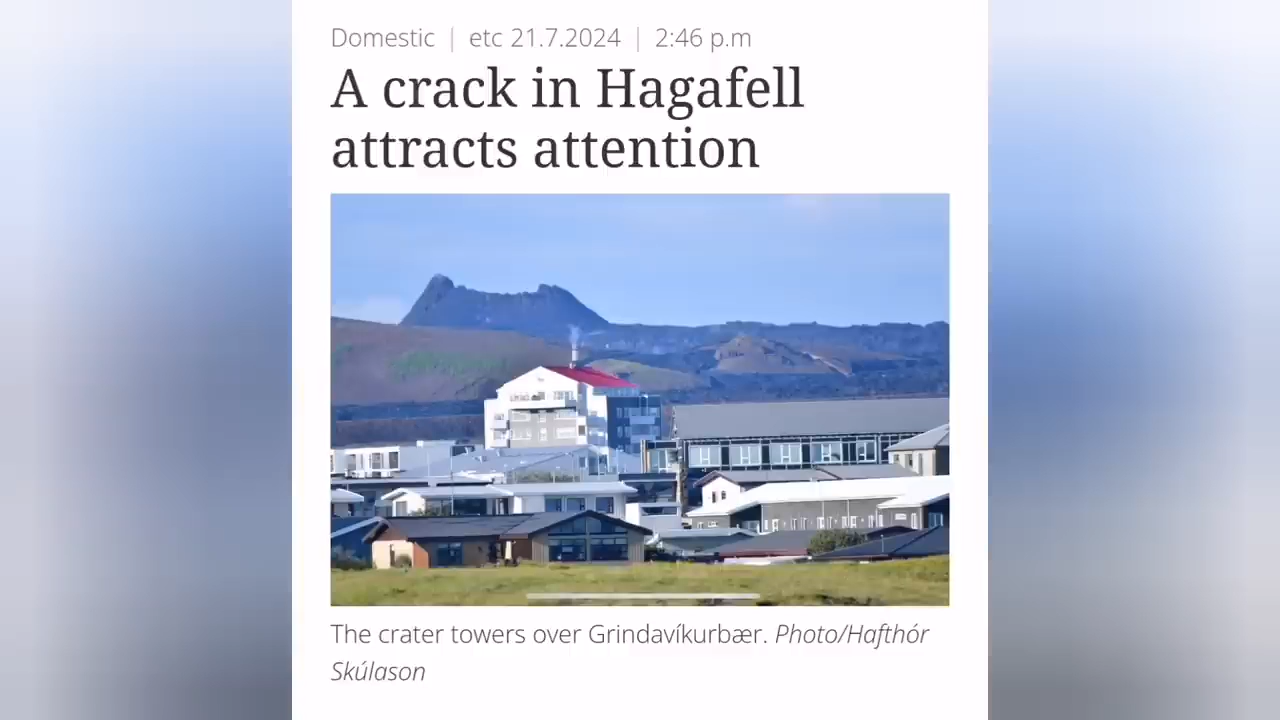 Domestic | etc 21.7.2024 | 2:46 p.m
A crack in Hagafell
attracts attention
The crater towers over Grindavíkurbær. Photo/Hafthór
Skúlason